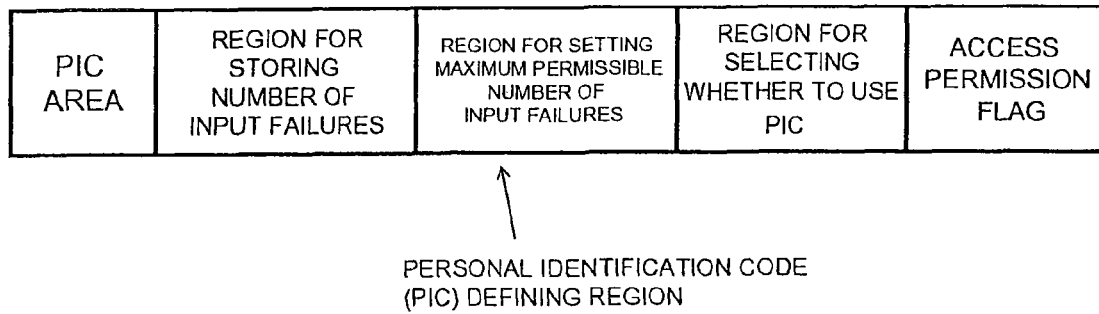 PIC
AREA
REGION FOR
STORING
NUMBER OF
INPUT FAILURES
REGION FOR SETTING
MAXIMUM PERMISSIBLE
NUMBER OF
INPUT FAILURES
REGION FOR
SELECTING
WHETHER TO USE
PIC
ACCESS
PERMISSION
FLAG
PERSONAL IDENTIFICATION CODE
(PIC) DEFINING REGION